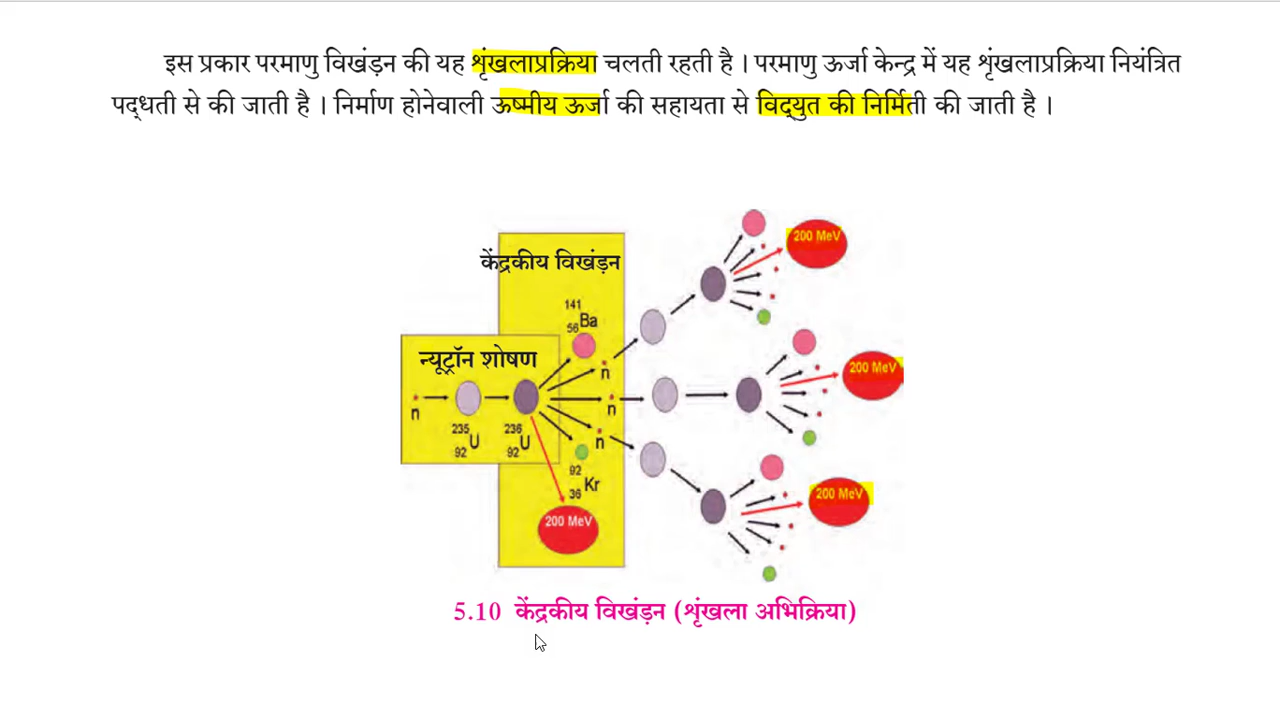 इस प्रकार परमाणु विखंड़न की यह शृंखलाप्रक्रिया चलती रहती है । परमाणु ऊर्जा केन्द्र में यह शृंखलाप्रक्रिया नियंत्रित
पद्धती से की जाती है । निर्माण होनेवाली ऊष्मीय ऊर्जा की सहायता से विद्युत की निर्मिती की जाती है ।
200 MeV
केंद्रकीय विखंड़न
141
56 Ba
न्यूट्रॉन शोषण
n
200 MeV
n
n
235
92 U
236
92 U
n
92
36 Kr
200 MeV
200 MeV
5.10 केंद्रकीय विखंड़न (शृंखला अभिक्रिया)